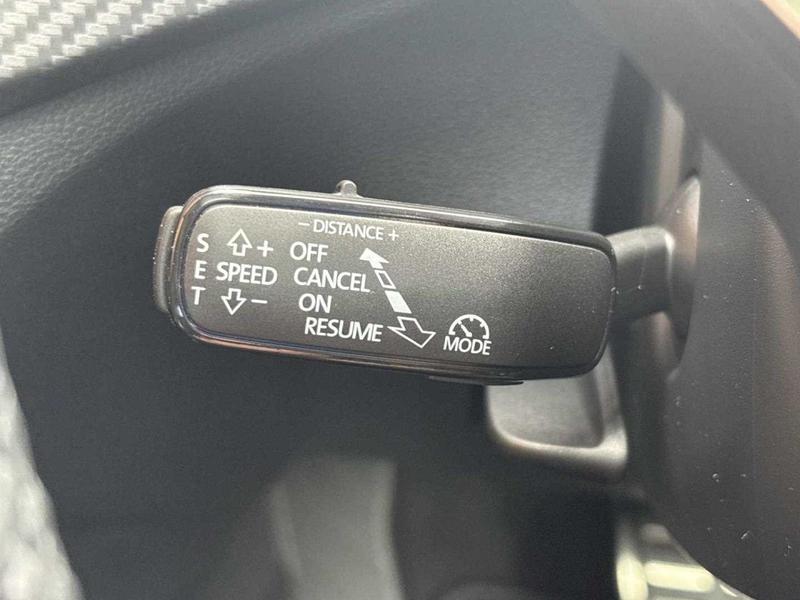 - DISTANCE +
S E T
+ OFF
SPEED CANCEL
- ON
RESUME
MODE